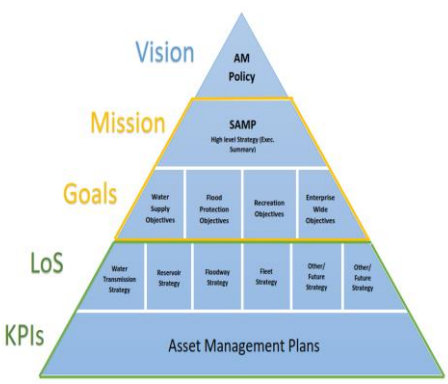 Vision
AM
Policy
Mission
SAMP
High level Strategy (Exec.
Summary)
Goals
Water
Supply
Objectives
Flood
Protection
Objectives
Recreation
Objectives
Enterprise
Wide
Objectives
LoS
Water
Transmission
Strategy
Reservoir
Strategy
Floodway
Strategy
Fleet
Strategy
Other/
Future
Strategy
Other/
Future
Strategy
KPIs
Asset Management Plans